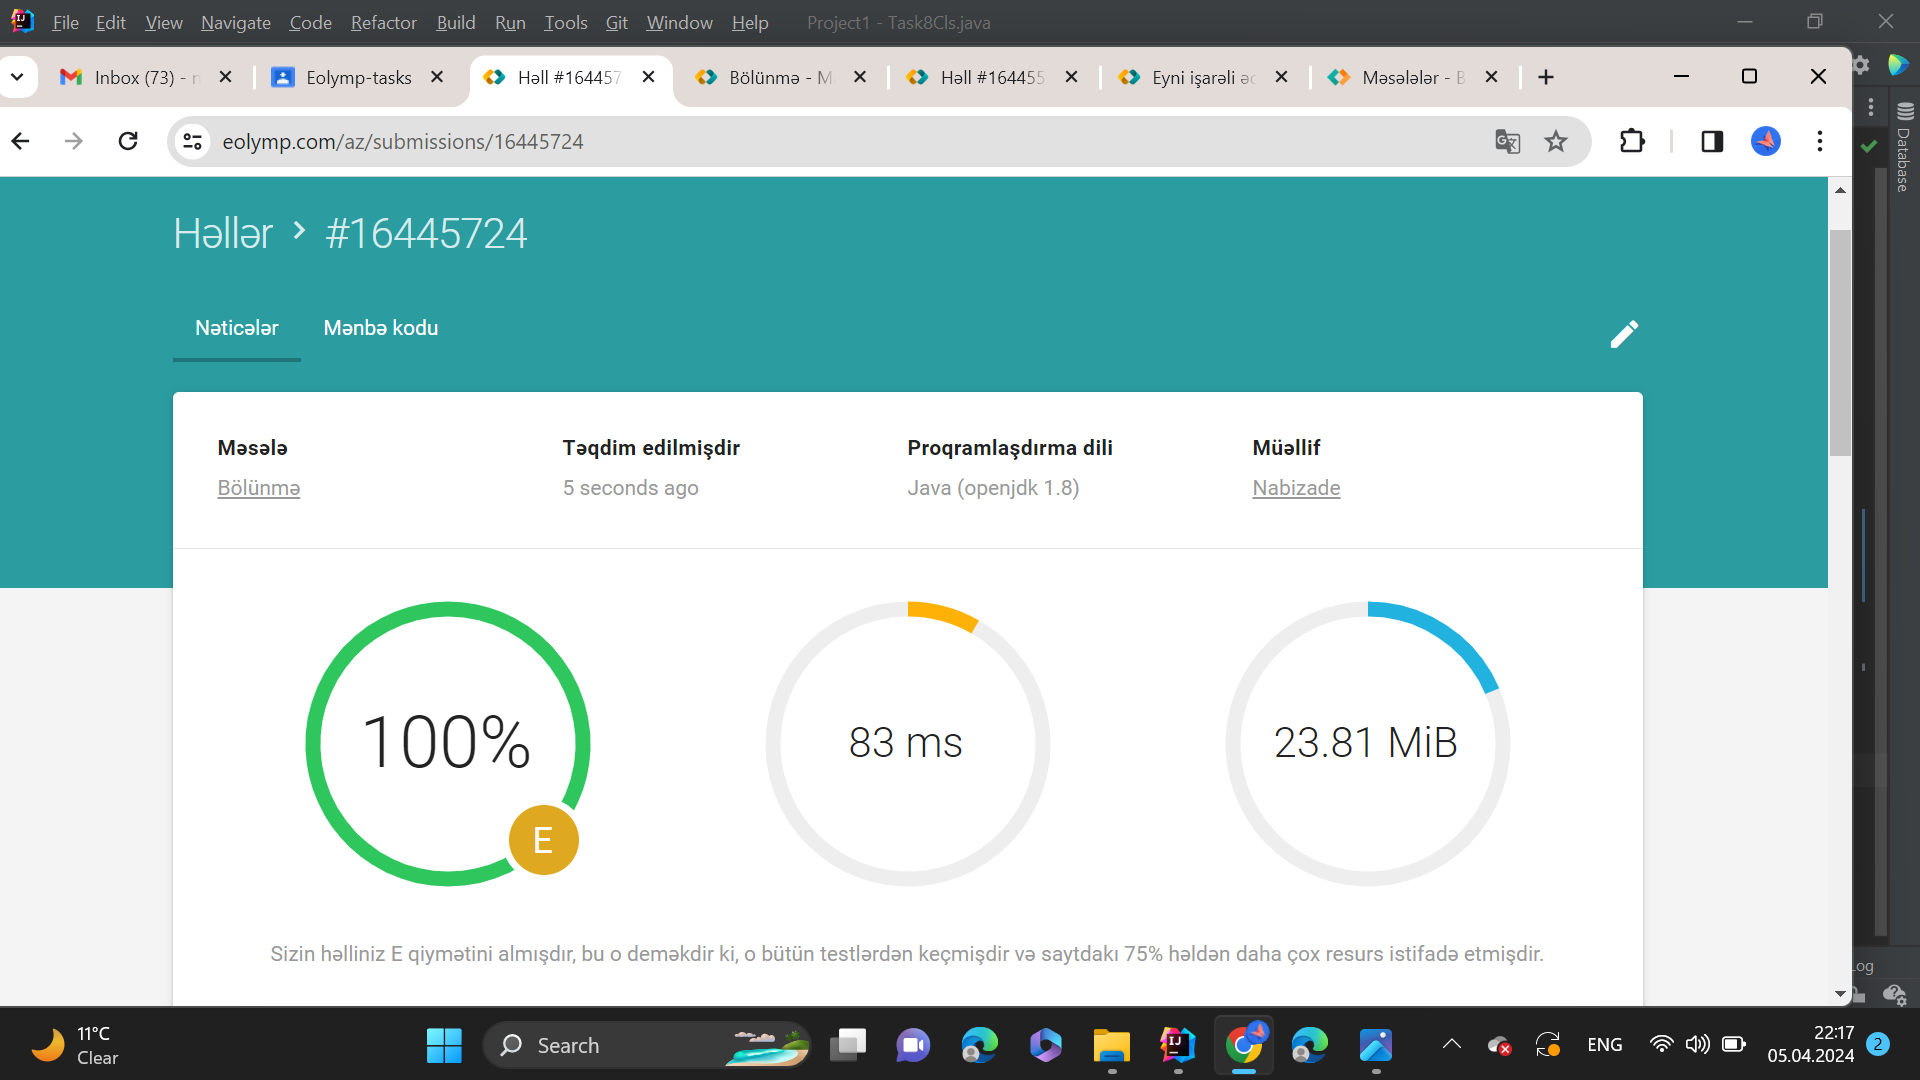 File Edit View Navigate Code Refactor Build Run Tools Git Window Help Project1 - Task8Cls.java
Inbox (73) - Eolymp-tasks Həll #164457 Bölünmə - M Həll #164455 Eyni işarəli Məsələlər -
eolymp.com/az/submissions/16445724
Database
Həllər > #16445724
Nəticələr Mənbə kodu
Məsələ Təqdim edilmişdir Proqramlaşdırma dili Müəllif
Bölünmə 5 seconds ago Java (openjdk 1.8) Nabizade
100% 83 ms 23.81 MiB
E
Sizin həlliniz E qiymətini almışdır, bu o deməkdir ki, o bütün testlərdən keçmişdir və saytdakı 75% həldən daha çox resurs istifadə etmişdir.
11°C
Clear
Search
ENG
22:17
05.04.2024
2